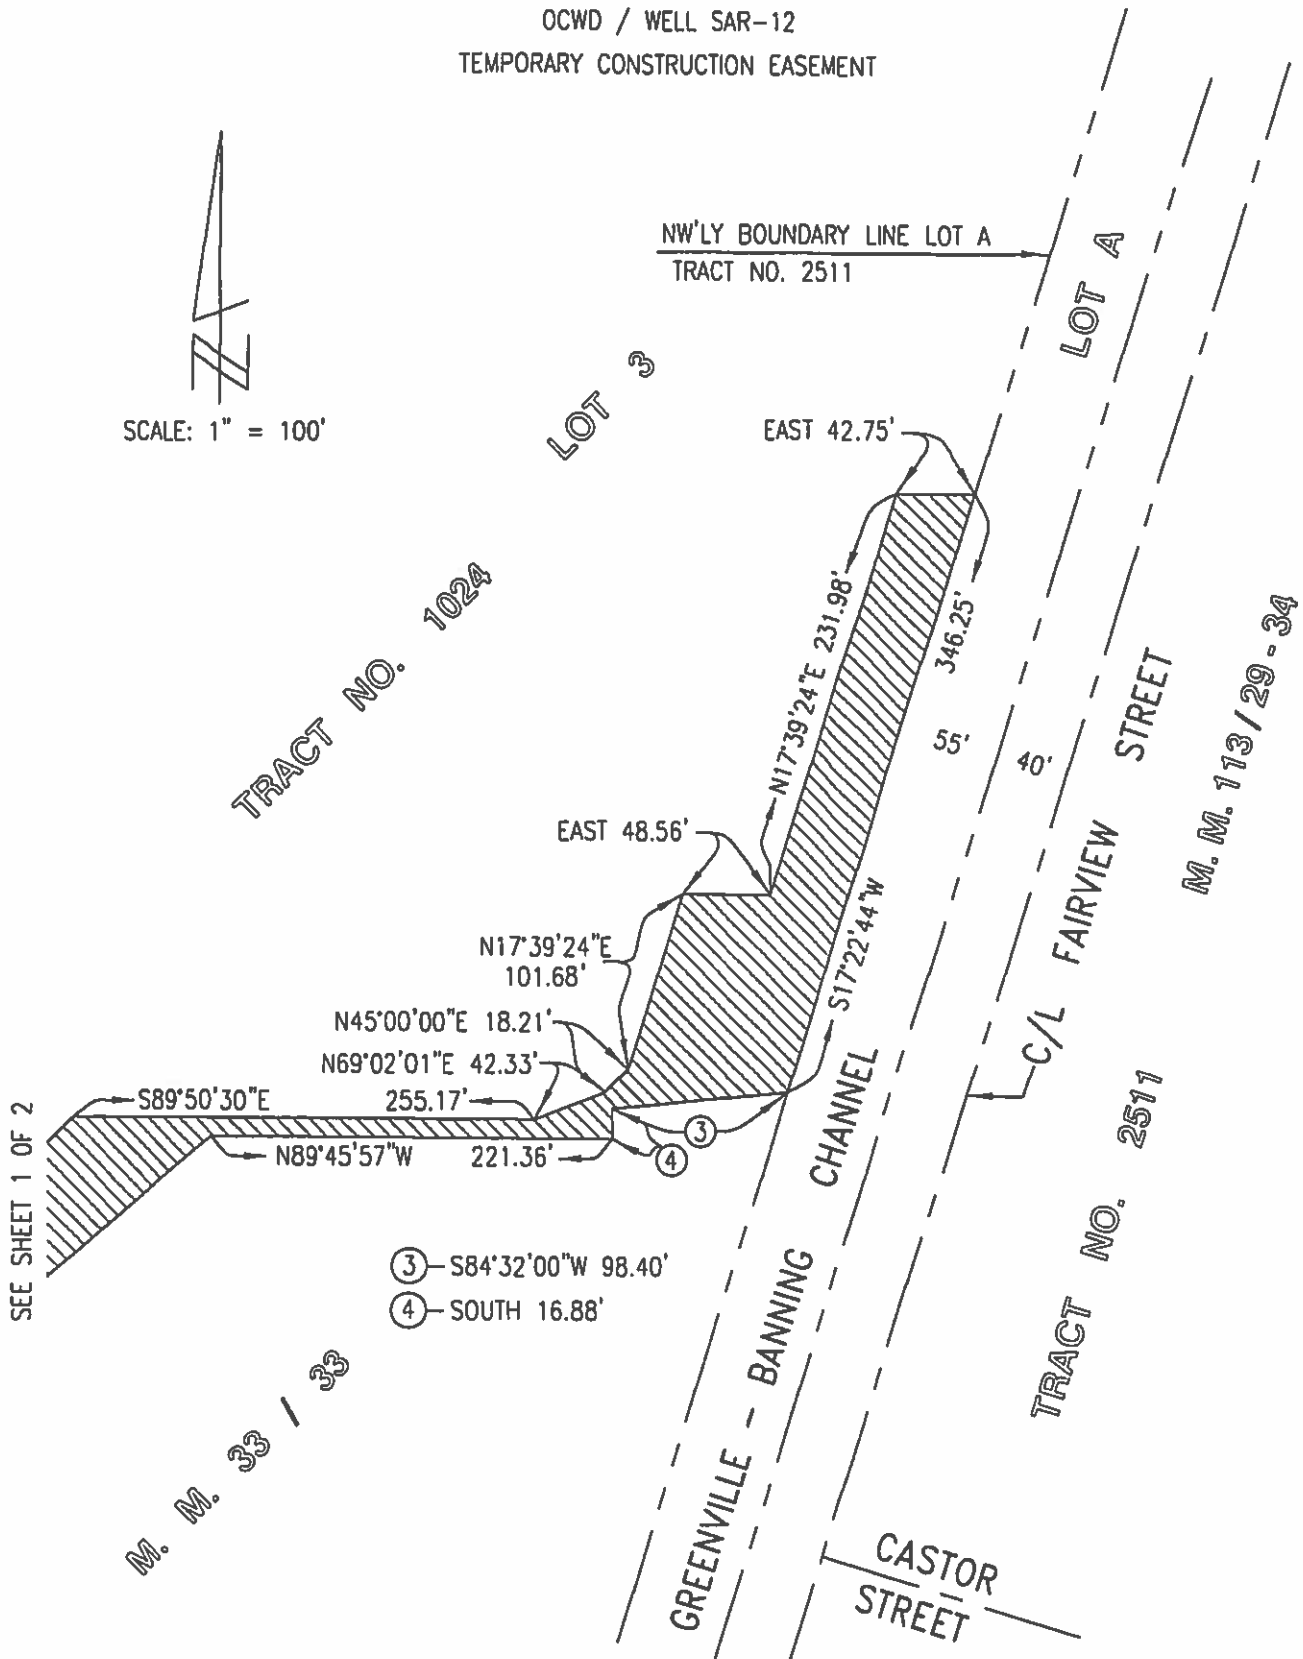 OCWD / WELL SAR-12
TEMPORARY CONSTRUCTION EASEMENT
NW'LY BOUNDARY LINE LOT A
TRACT NO. 2511
LOT A
N
SCALE: 1" = 100'
LOT 3
EAST 42.75'
TRACT NO. 1024
N17°39'24"E 231.98'
346.25'
55'
40'
FAIRVIEW STREET
M. M. 113 / 29 - 34
EAST 48.56'
N17°39'24"E
101.68'
S17°22'44"W
N45°00'00"E 18.21'
N69°02'01"E 42.33'
C/L
S89°50'30"E 255.17'
N89°45'57"W 221.36'
3
4
SEE SHEET 1 OF 2
3 S84°32'00"W 98.40'
4 SOUTH 16.88'
GREENVILLE - BANNING CHANNEL
TRACT NO. 2511
M. M. 33 / 33
CASTOR
STREET